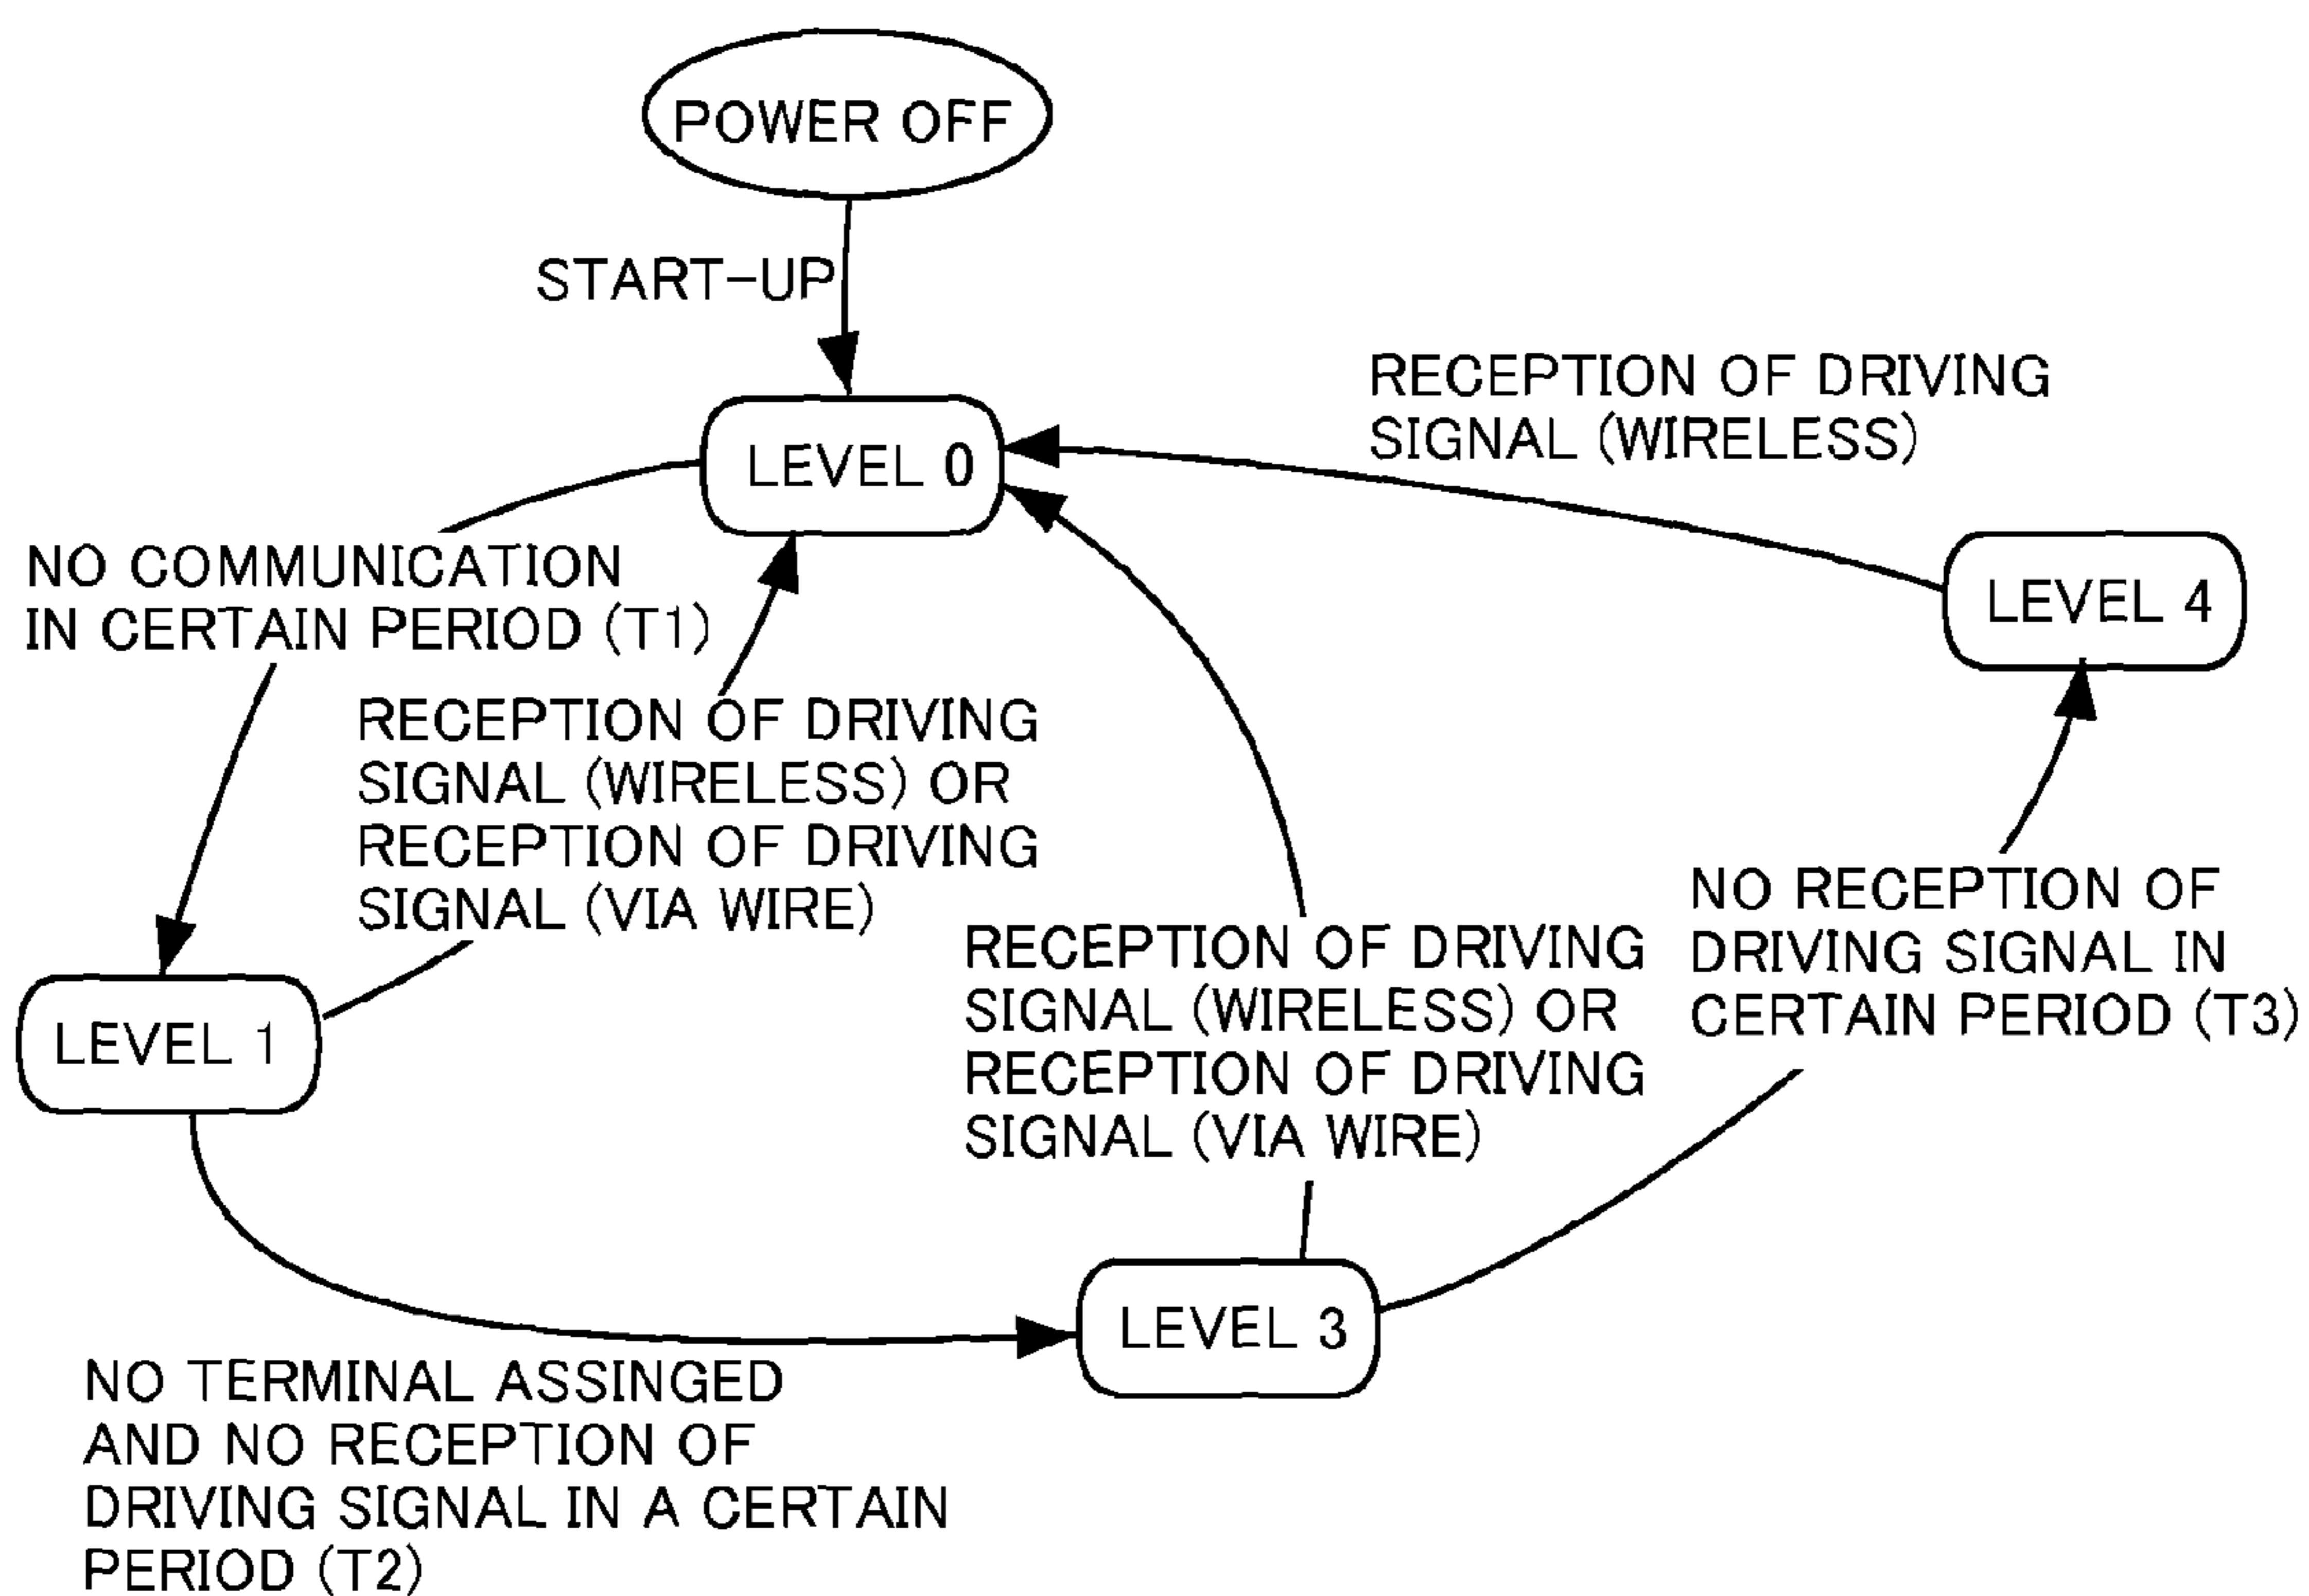 POWER OFF
START-UP
LEVEL 0
RECEPTION OF DRIVING
SIGNAL (WIRELESS)
LEVEL 4
NO COMMUNICATION
IN CERTAIN PERIOD (T1)
RECEPTION OF DRIVING
SIGNAL (WIRELESS) OR
RECEPTION OF DRIVING
SIGNAL (VIA WIRE)
LEVEL 1
RECEPTION OF DRIVING
SIGNAL (WIRELESS) OR
RECEPTION OF DRIVING
SIGNAL (VIA WIRE)
NO RECEPTION OF
DRIVING SIGNAL IN
CERTAIN PERIOD (T3)
LEVEL 3
NO TERMINAL ASSINGED
AND NO RECEPTION OF
DRIVING SIGNAL IN A CERTAIN
PERIOD (T2)